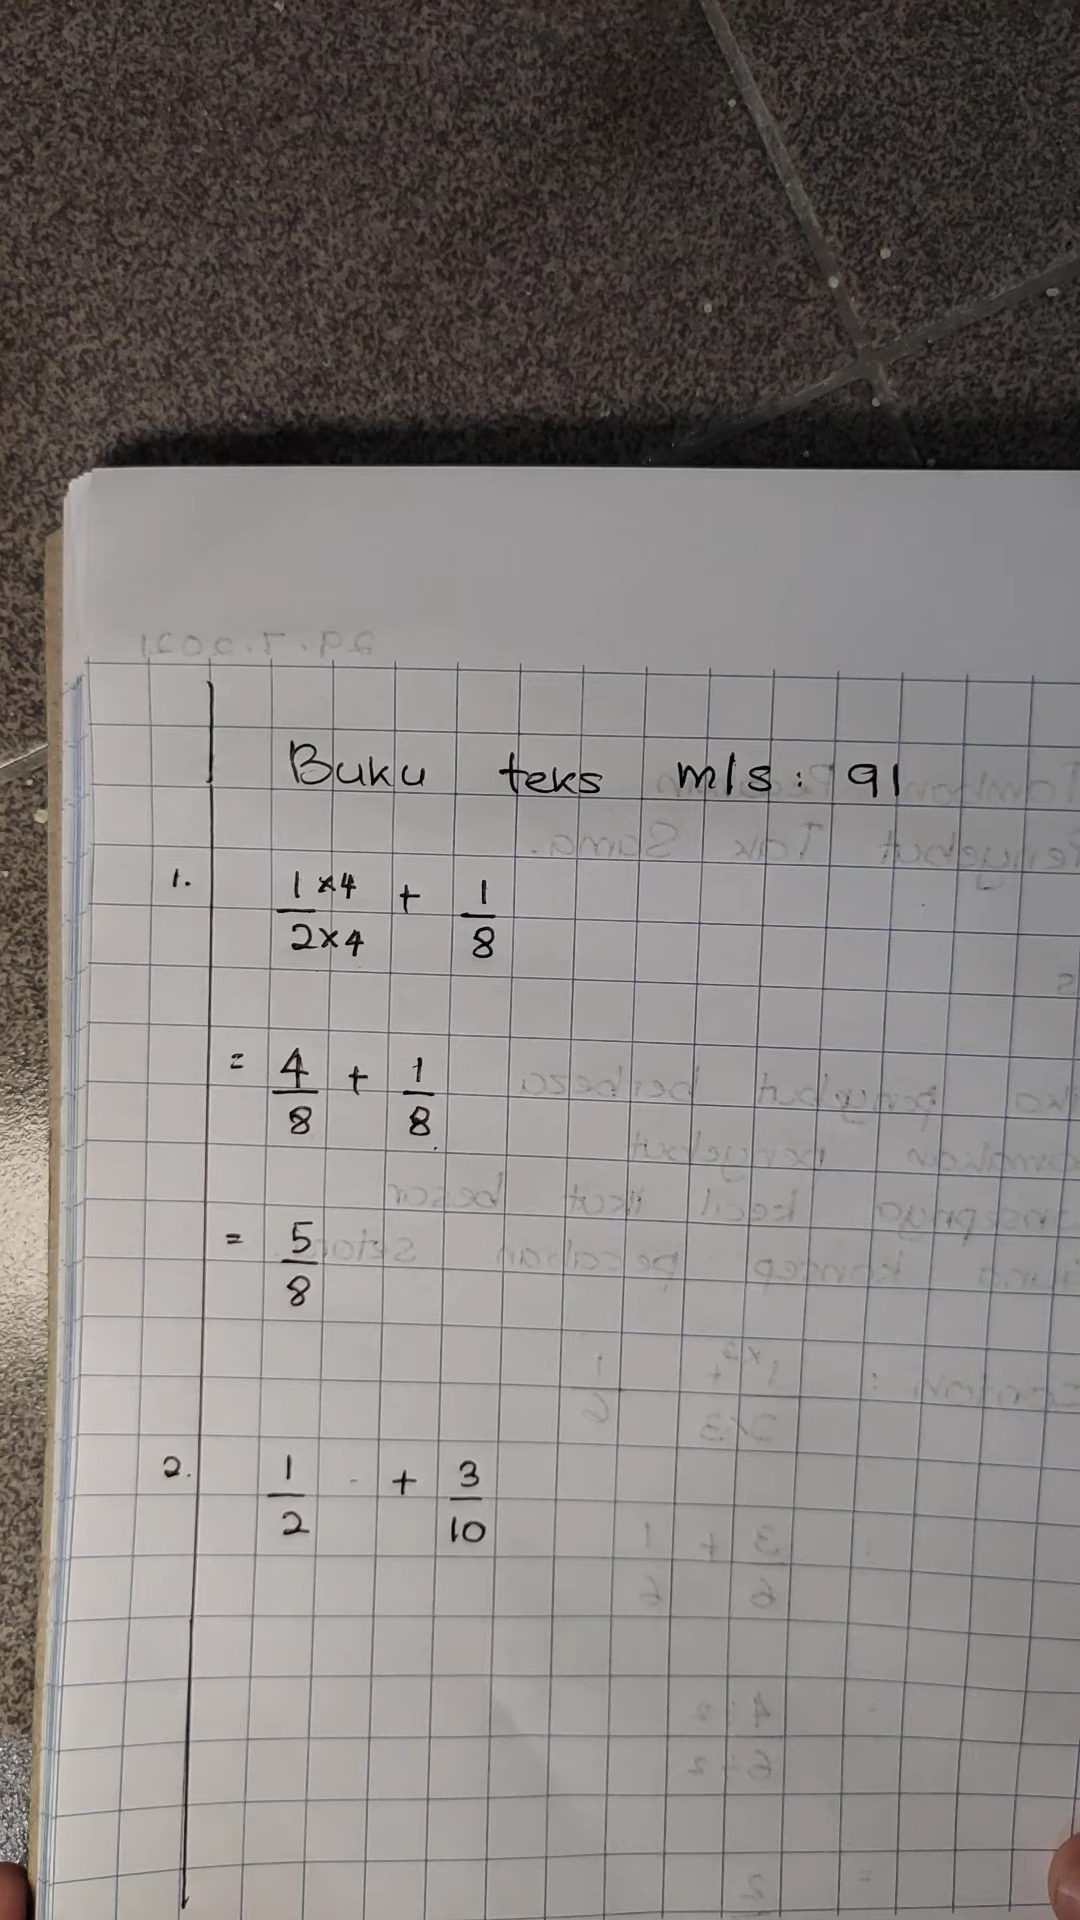 Buku teks m/s: 91
1. 1×4/2×4 + 1/8
= 4/8 + 1/8
= 5/8
2. 1/2 + 3/10